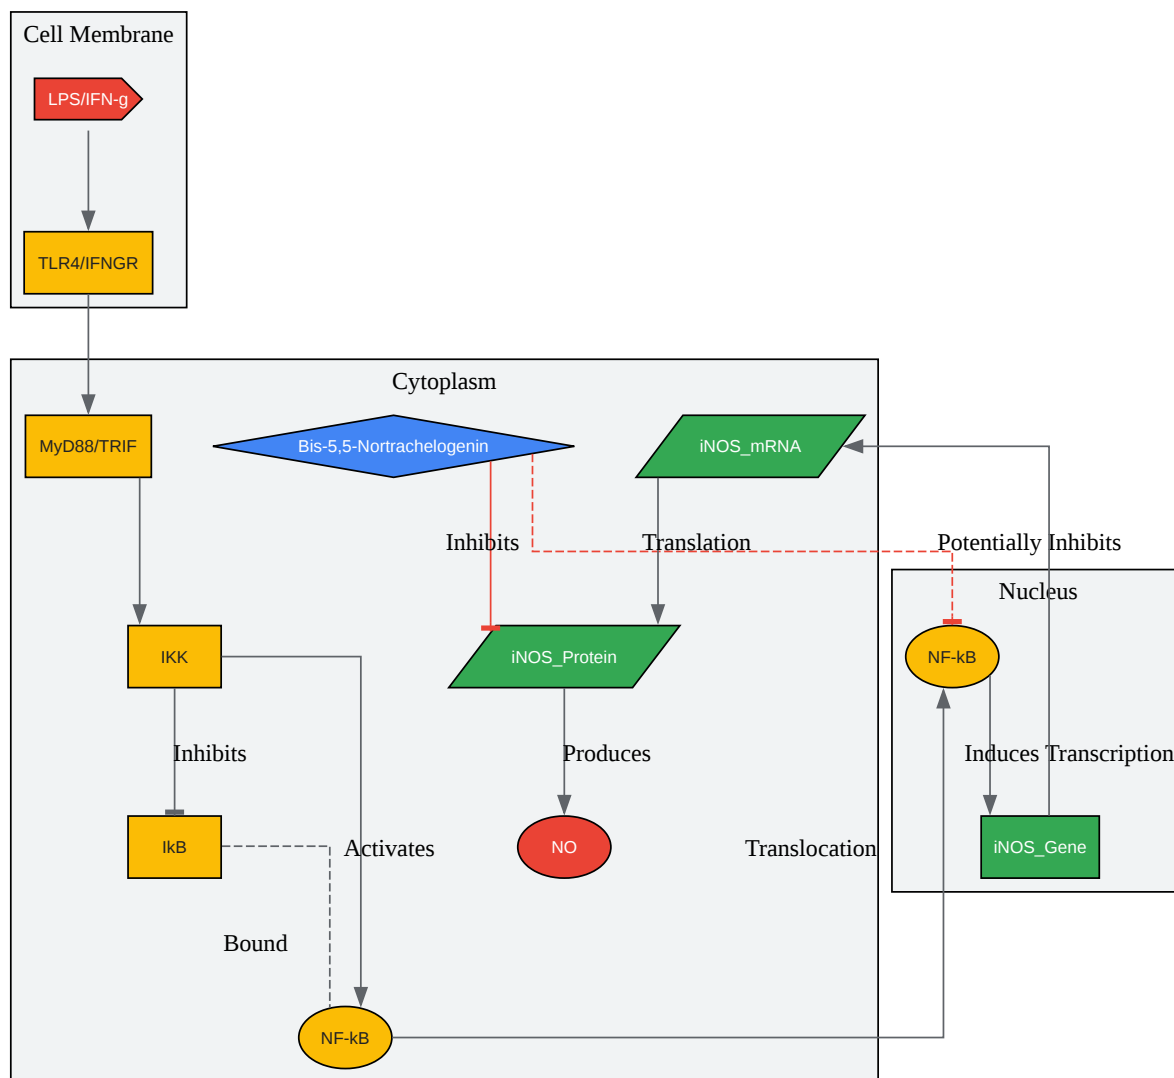 Cell Membrane
LPS/IFN-g
TLR4/IFNGR
Cytoplasm
MyD88/TRIF
Bis-5,5-Nortrachelogenin
iNOS_mRNA
Inhibits
Translation
Potentially Inhibits
Nucleus
IKK
iNOS_Protein
NF-kB
Inhibits
Produces
Induces Transcription
IkB
Activates
NO
Translocation
iNOS_Gene
Bound
NF-kB